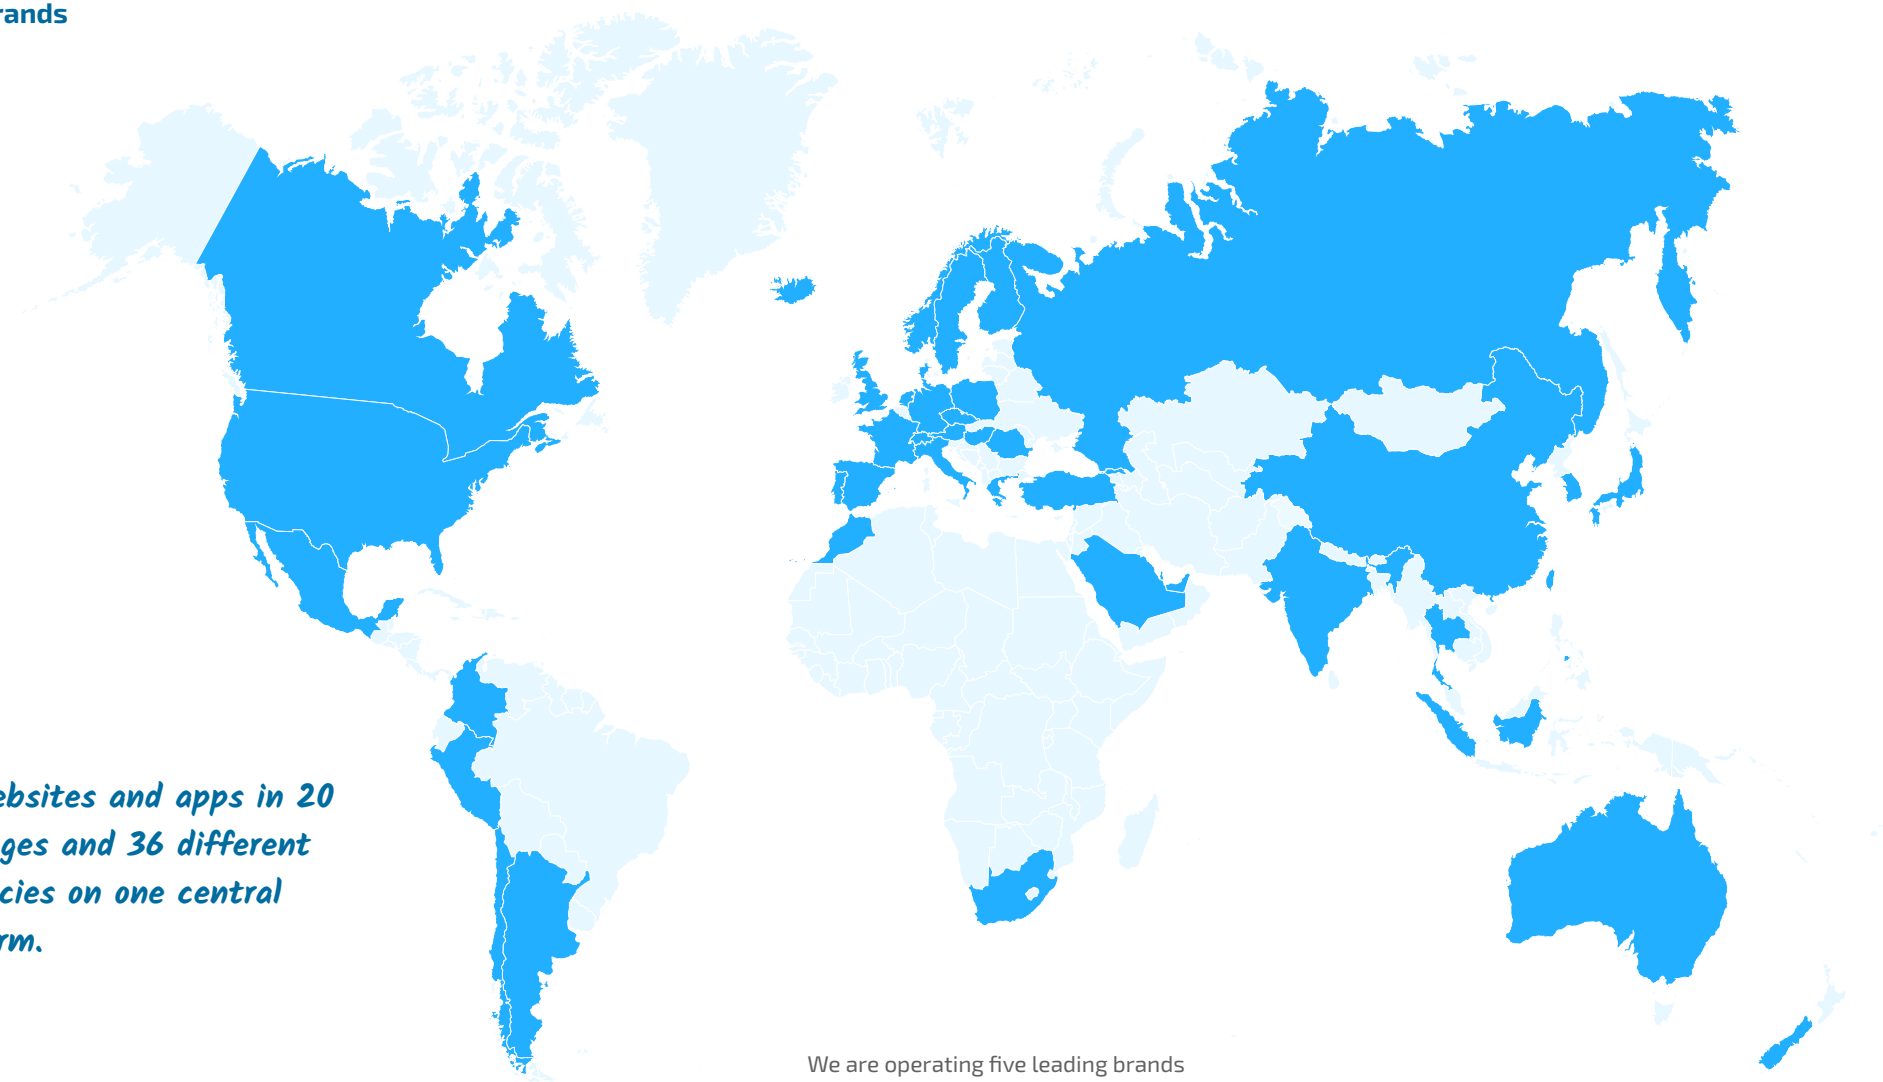 rands
ebsites and apps in 20
ges and 36 different
cies on one central
rm.
We are operating five leading brands